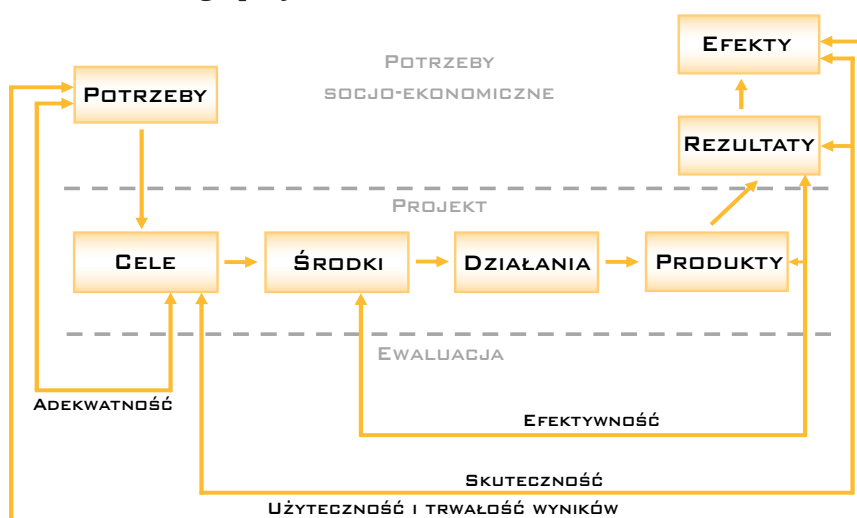 EFEKTY
POTRZEBY
SOCJO-EKONOMICZNE
POTRZEBY
REZULTATY
PROJEKT
CELE
ŚRODKI
DZIAŁANIA
PRODUKTY
EWALUACJA
ADEKWATNOŚĆ
EFEKTYWNOŚĆ
SKUTECZNOŚĆ
UŻYTECZNOŚĆ I TRWAŁOŚĆ WYNIKÓW